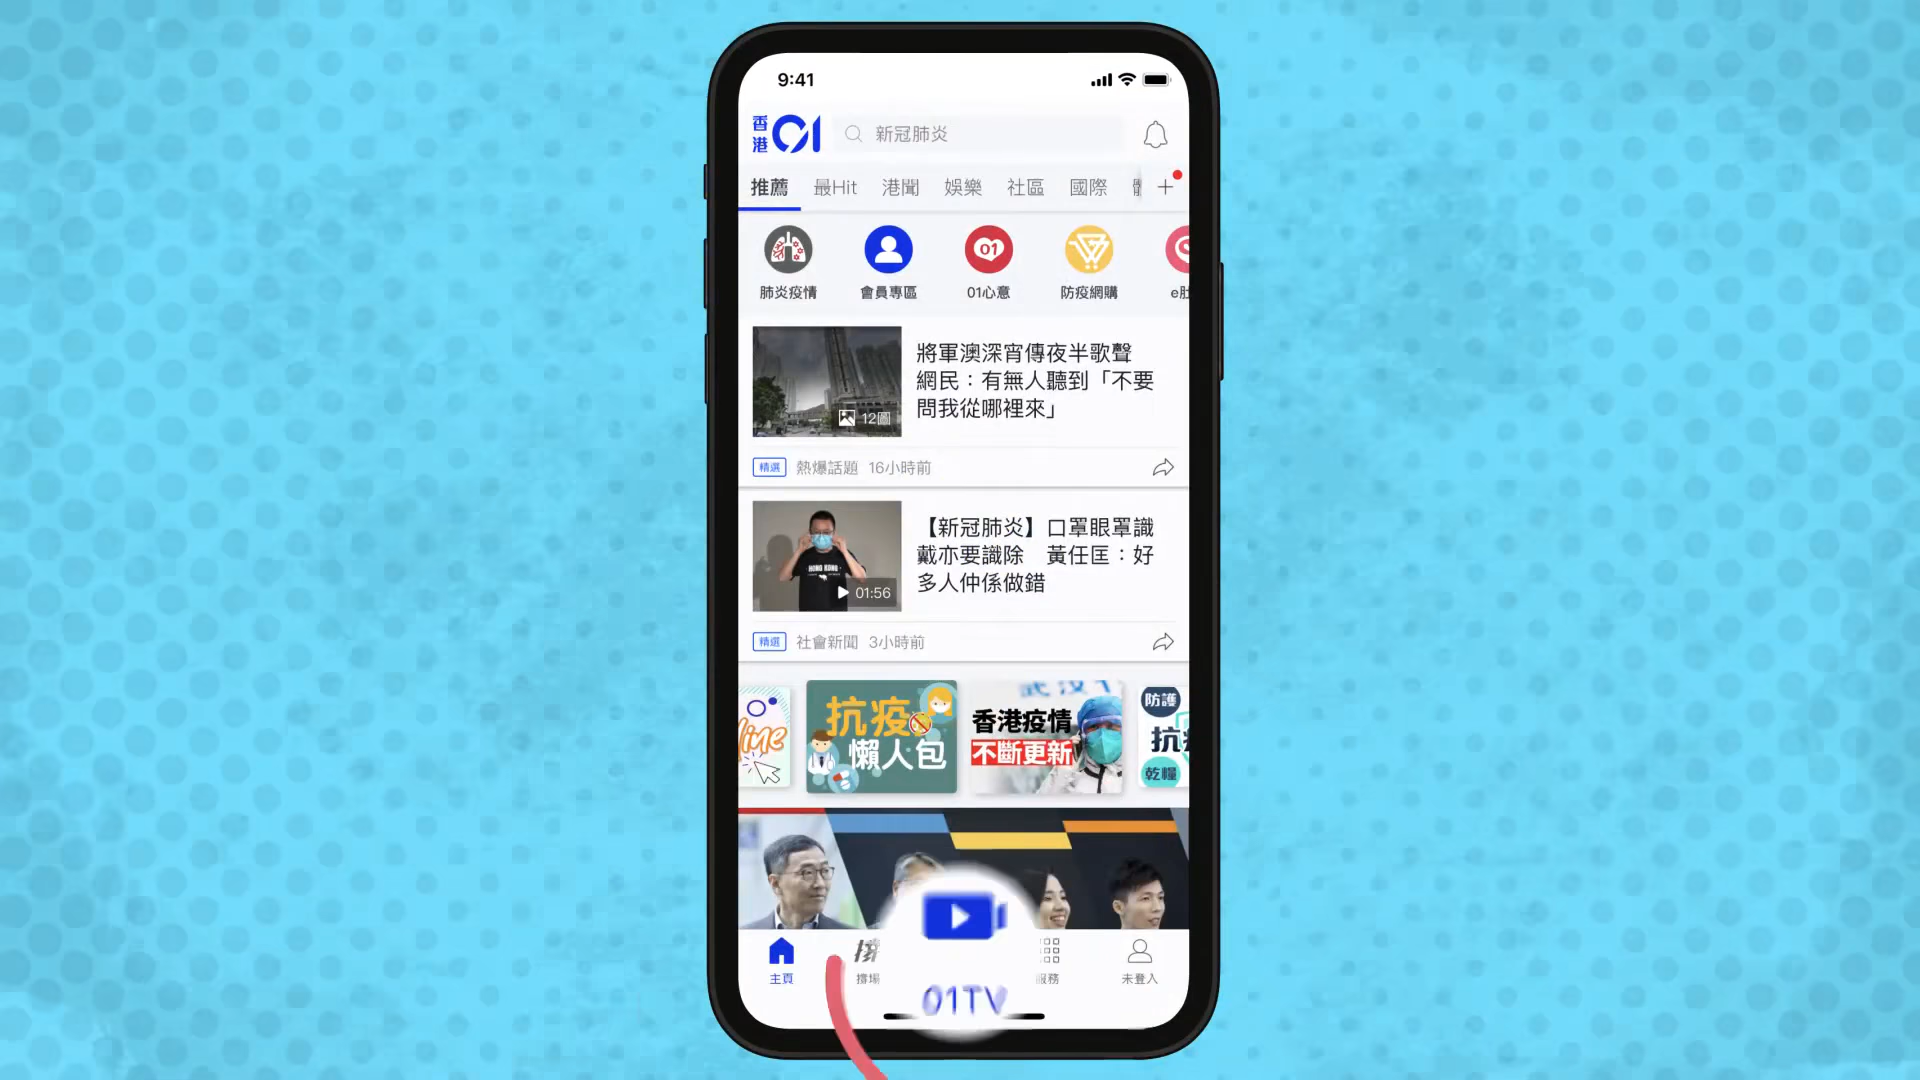 9:41
香港01
新冠肺炎
推薦 最Hit 港聞 娛樂 社區 國際
肺炎疫情 會員專區 01心意 防疫網購
01
將軍澳深宵傳夜半歌聲
網民：有無人聽到「不要
問我從哪裡來」
12圖
精選 熱爆話題 16小時前
【新冠肺炎】口罩眼罩識
戴亦要識除　黃任匡：好
多人仲係做錯
HONG KONG
01:56
精選 社會新聞 3小時前
line
抗疫
懶人包
香港疫情
不斷更新
防護
抗
乾糧
主頁 撐場 01TV 服務 未登入